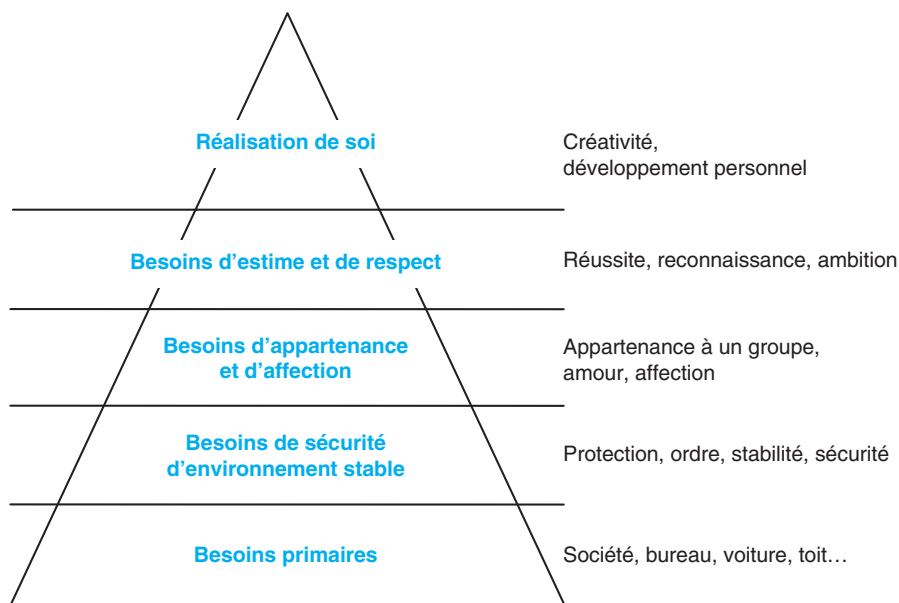 Réalisation de soi
Créativité,
développement personnel
Besoins d’estime et de respect
Réussite, reconnaissance, ambition
Besoins d’appartenance
et d’affection
Appartenance à un groupe,
amour, affection
Besoins de sécurité
d’environnement stable
Protection, ordre, stabilité, sécurité
Besoins primaires
Société, bureau, voiture, toit…